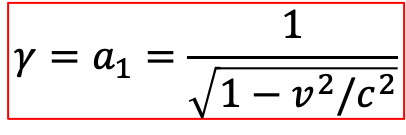 γ = a₁ = 1/√(1 − v²/c²)